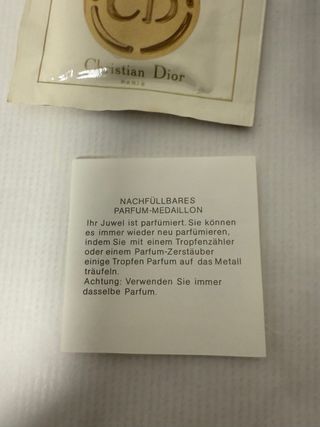 CD
Christian Dior
PARIS
NACHFÜLLBARES
PARFUM-MEDAILLON
Ihr Juwel ist parfümiert. Sie können
es immer wieder neu parfümieren,
indem Sie mit einem Tropfenzähler
oder einem Parfum-Zerstäuber
einige Tropfen Parfum auf das Metall
träufeln.
Achtung: Verwenden Sie immer
dasselbe Parfum.